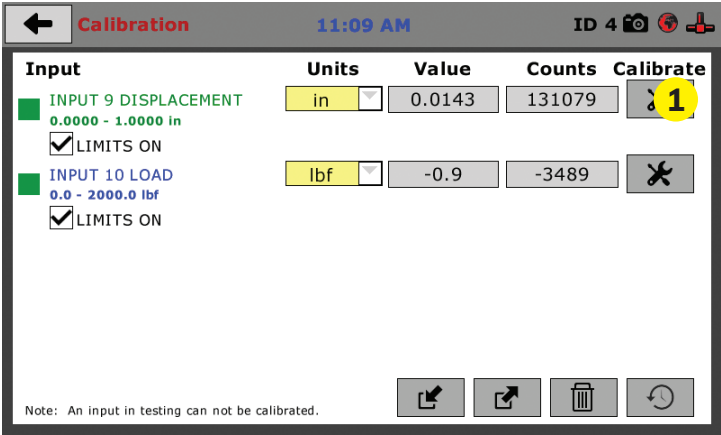 Calibration 11:09 AM ID 4
Input Units Value Counts Calibrate
INPUT 9 DISPLACEMENT in 0.0143 131079 1
0.0000 - 1.0000 in
LIMITS ON
INPUT 10 LOAD lbf -0.9 -3489
0.0 - 2000.0 lbf
LIMITS ON
Note: An input in testing can not be calibrated.